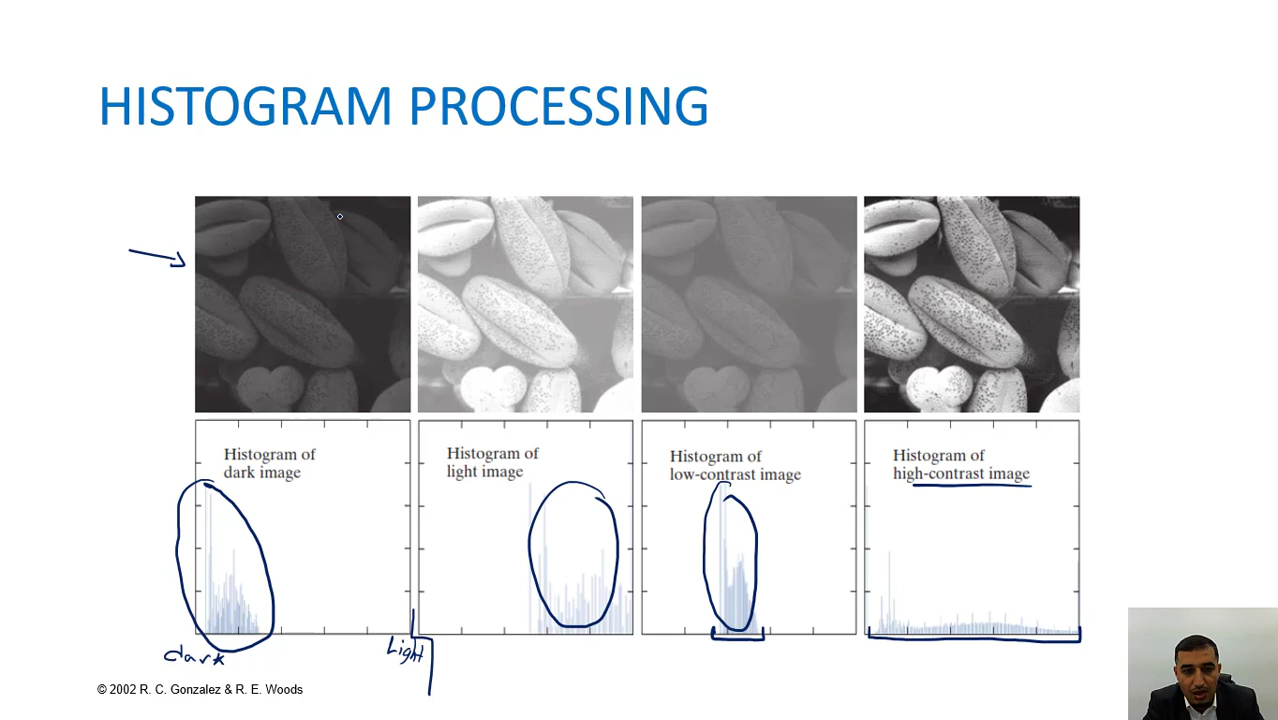 HISTOGRAM PROCESSING
Histogram of
dark image
Histogram of
light image
Histogram of
low-contrast image
Histogram of
high-contrast image
dark
Light
© 2002 R. C. Gonzalez & R. E. Woods